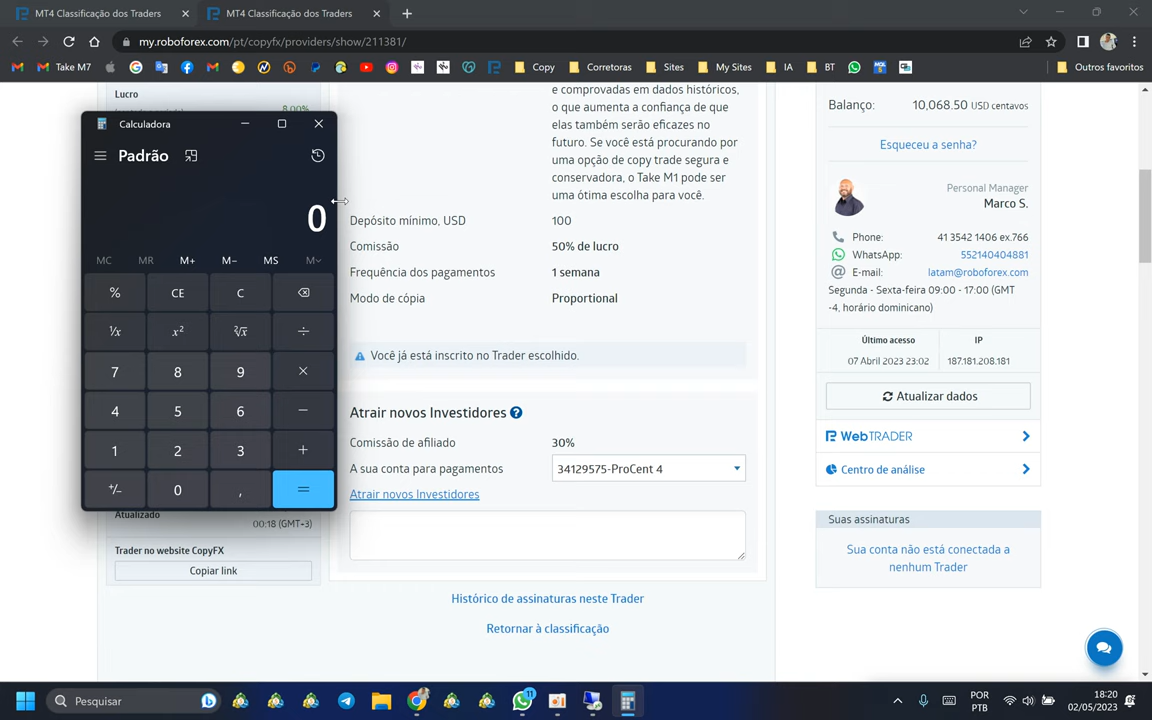 MT4 Classificação dos Traders
MT4 Classificação dos Traders
my.roboforex.com/pt/copyfx/providers/show/211381/
Take M7
Copy
Corretoras
Sites
My Sites
IA
BT
Outros favoritos
Lucro
8.00%
Calculadora
Padrão
0
MC MR M+ M− MS M˅
% CE C
¹/x x² ²√x ÷
7 8 9 ×
4 5 6 −
1 2 3 +
+/− 0 , =
Atualizado
00:18 (GMT+3)
Trader no website CopyFX
Copiar link
e comprovadas em dados históricos,
o que aumenta a confiança de que
elas também serão eficazes no
futuro. Se você está procurando por
uma opção de copy trade segura e
conservadora, o Take M1 pode ser
uma ótima escolha para você.
Depósito mínimo, USD 100
Comissão 50% de lucro
Frequência dos pagamentos 1 semana
Modo de cópia Proportional
Você já está inscrito no Trader escolhido.
Atrair novos Investidores ?
Comissão de afiliado 30%
A sua conta para pagamentos 34129575-ProCent 4
Atrair novos Investidores
Histórico de assinaturas neste Trader
Retornar à classificação
Balanço: 10,068.50 USD centavos
Esqueceu a senha?
Personal Manager
Marco S.
Phone: 41 3542 1406 ex.766
WhatsApp: 552140404881
E-mail: latam@roboforex.com
Segunda - Sexta-feira 09:00 - 17:00 (GMT
-4, horário dominicano)
Último acesso IP
07 Abril 2023 23:02 187.181.208.181
Atualizar dados
WebTRADER
Centro de análise
Suas assinaturas
Sua conta não está conectada a
nenhum Trader
Pesquisar
11
POR
PTB
18:20
02/05/2023